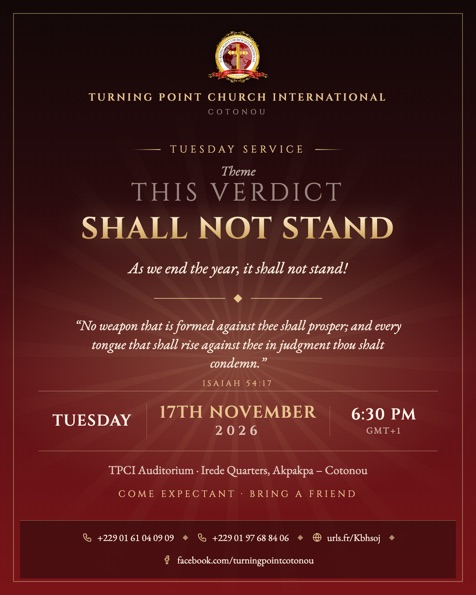 TURNING POINT CHURCH INTERNATIONAL
COTONOU
TUESDAY SERVICE
Theme
THIS VERDICT
SHALL NOT STAND
As we end the year, it shall not stand!
“No weapon that is formed against thee shall prosper; and every
tongue that shall rise against thee in judgment thou shalt
condemn.”
ISAIAH 54:17
TUESDAY
17TH NOVEMBER
2026
6:30 PM
GMT+1
TPCI Auditorium · Irede Quarters, Akpakpa – Cotonou
COME EXPECTANT · BRING A FRIEND
+229 01 61 04 09 09 ◆ +229 01 97 68 84 06 ◆ urls.fr/Kbhsoj ◆
facebook.com/turningpointcotonou